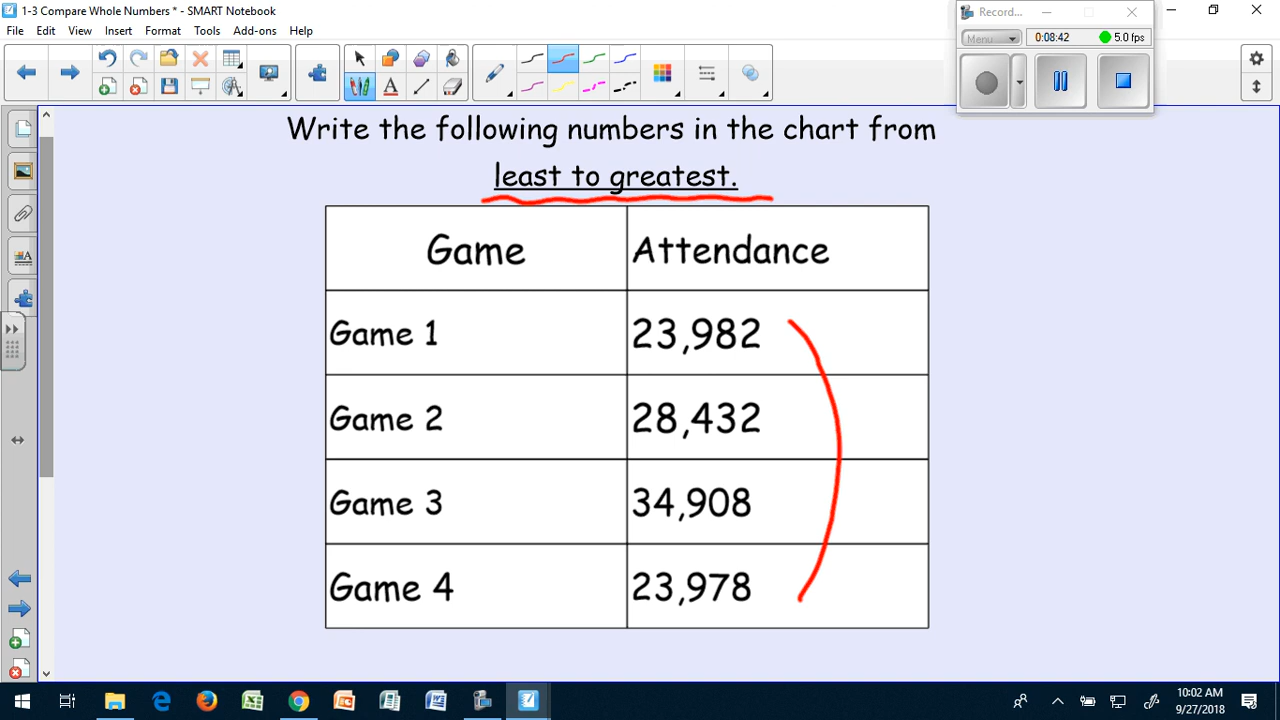 1-3 Compare Whole Numbers * - SMART Notebook
Record...
File Edit View Insert Format Tools Add-ons Help
Menu 0:08:42 5.0 fps
Write the following numbers in the chart from
least to greatest.
Game Attendance
Game 1 23,982
Game 2 28,432
Game 3 34,908
Game 4 23,978
10:02 AM
9/27/2018